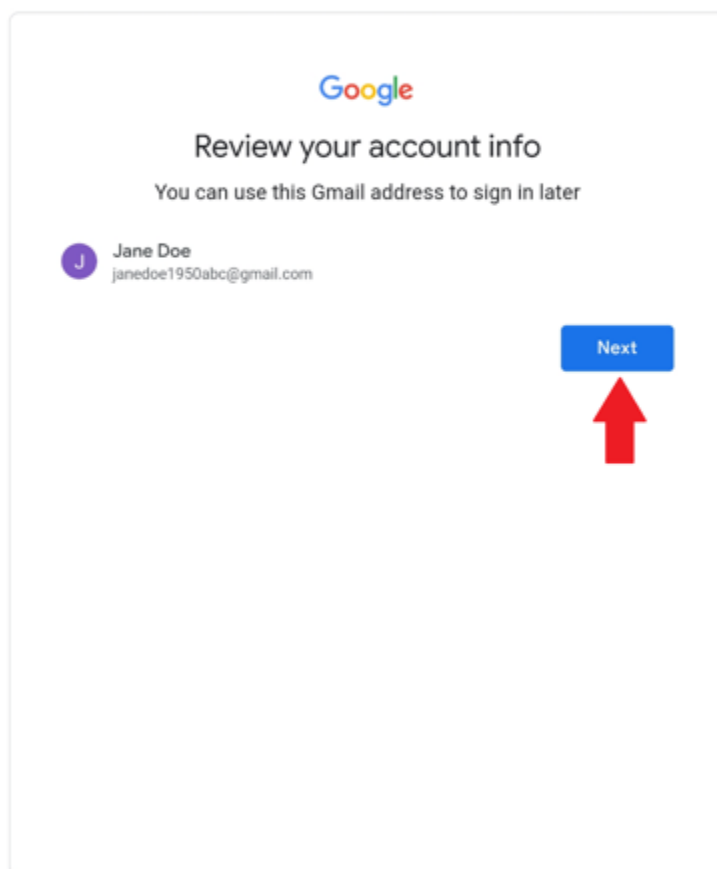 Google
Review your account info
You can use this Gmail address to sign in later
J
Jane Doe
janedoe1950abc@gmail.com
Next